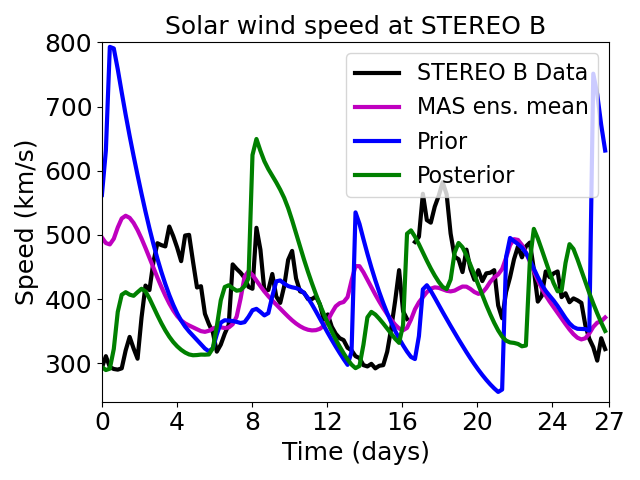 Solar wind speed at STEREO B
800
700
600
500
400
300
Speed (km/s)
STEREO B Data
MAS ens. mean
Prior
Posterior
0 4 8 12 16 20 24 27
Time (days)